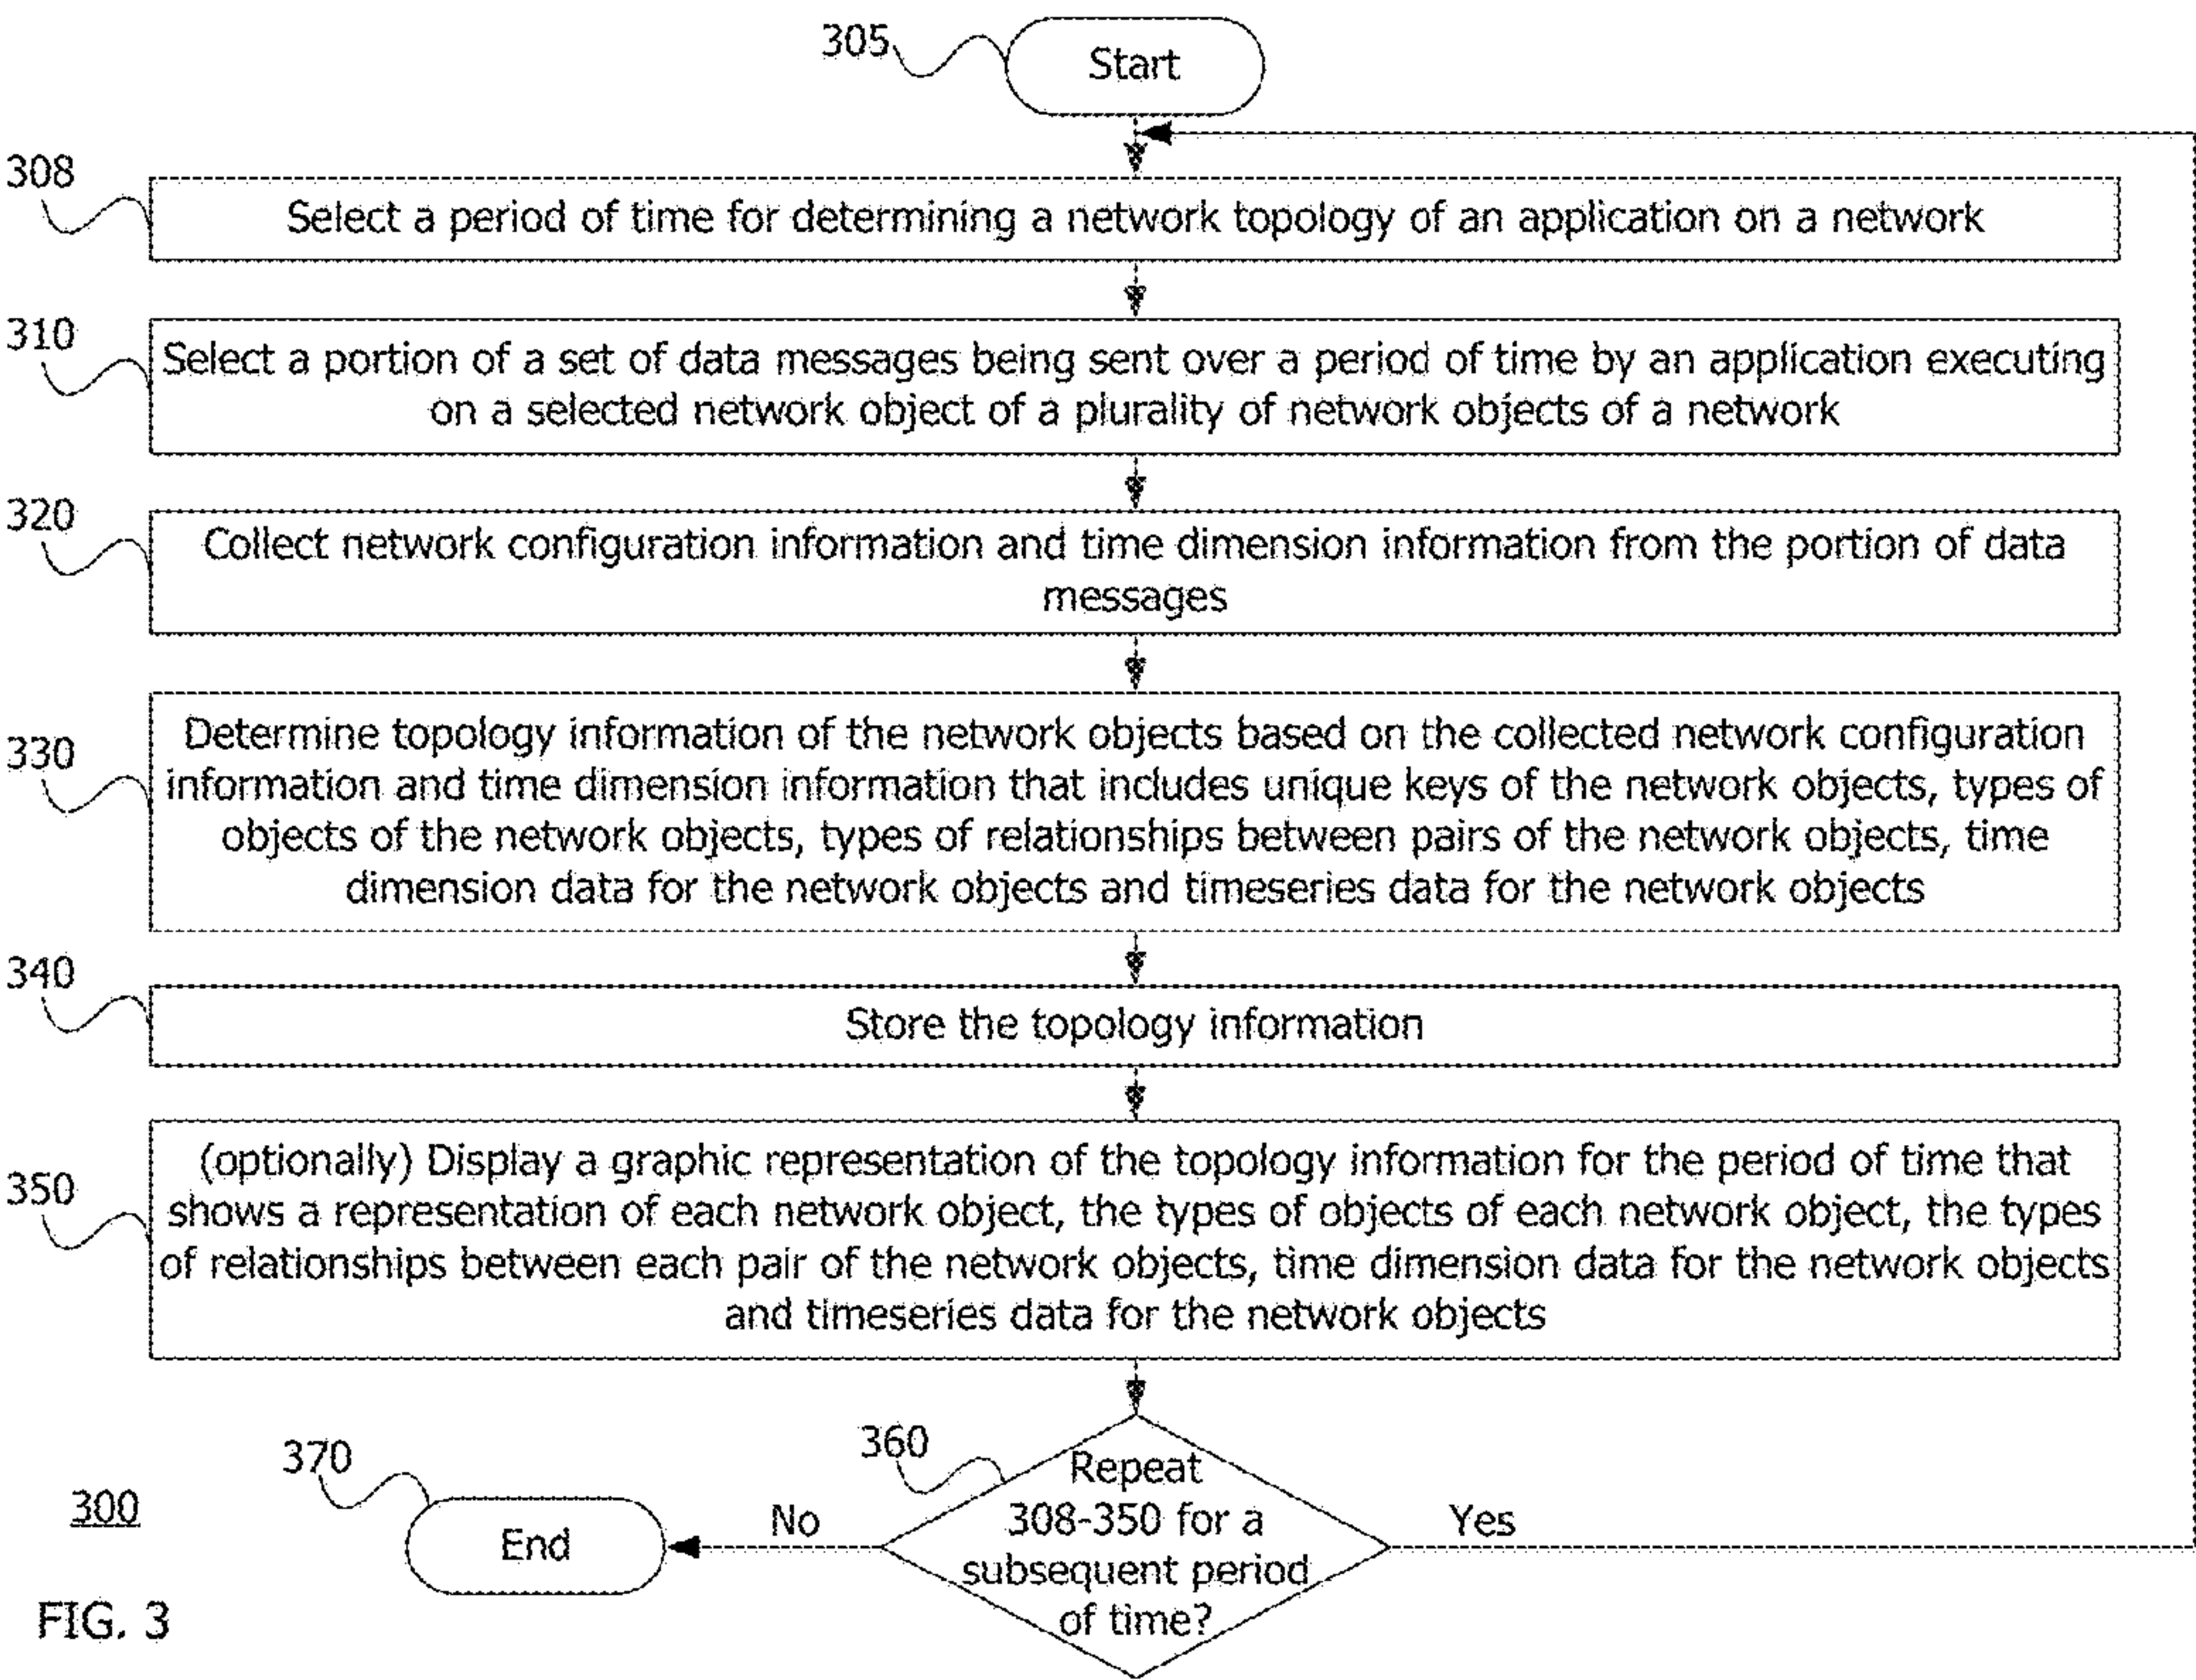 305
Start
308
Select a period of time for determining a network topology of an application on a network
310
Select a portion of a set of data messages being sent over a period of time by an application executing
on a selected network object of a plurality of network objects of a network
320
Collect network configuration information and time dimension information from the portion of data
messages
330
Determine topology information of the network objects based on the collected network configuration
information and time dimension information that includes unique keys of the network objects, types of
objects of the network objects, types of relationships between pairs of the network objects, time
dimension data for the network objects and timeseries data for the network objects
340
Store the topology information
350
(optionally) Display a graphic representation of the topology information for the period of time that
shows a representation of each network object, the types of objects of each network object, the types
of relationships between each pair of the network objects, time dimension data for the network objects
and timeseries data for the network objects
360
Repeat
308-350 for a
subsequent period
of time?
Yes
No
370
End
300
FIG. 3